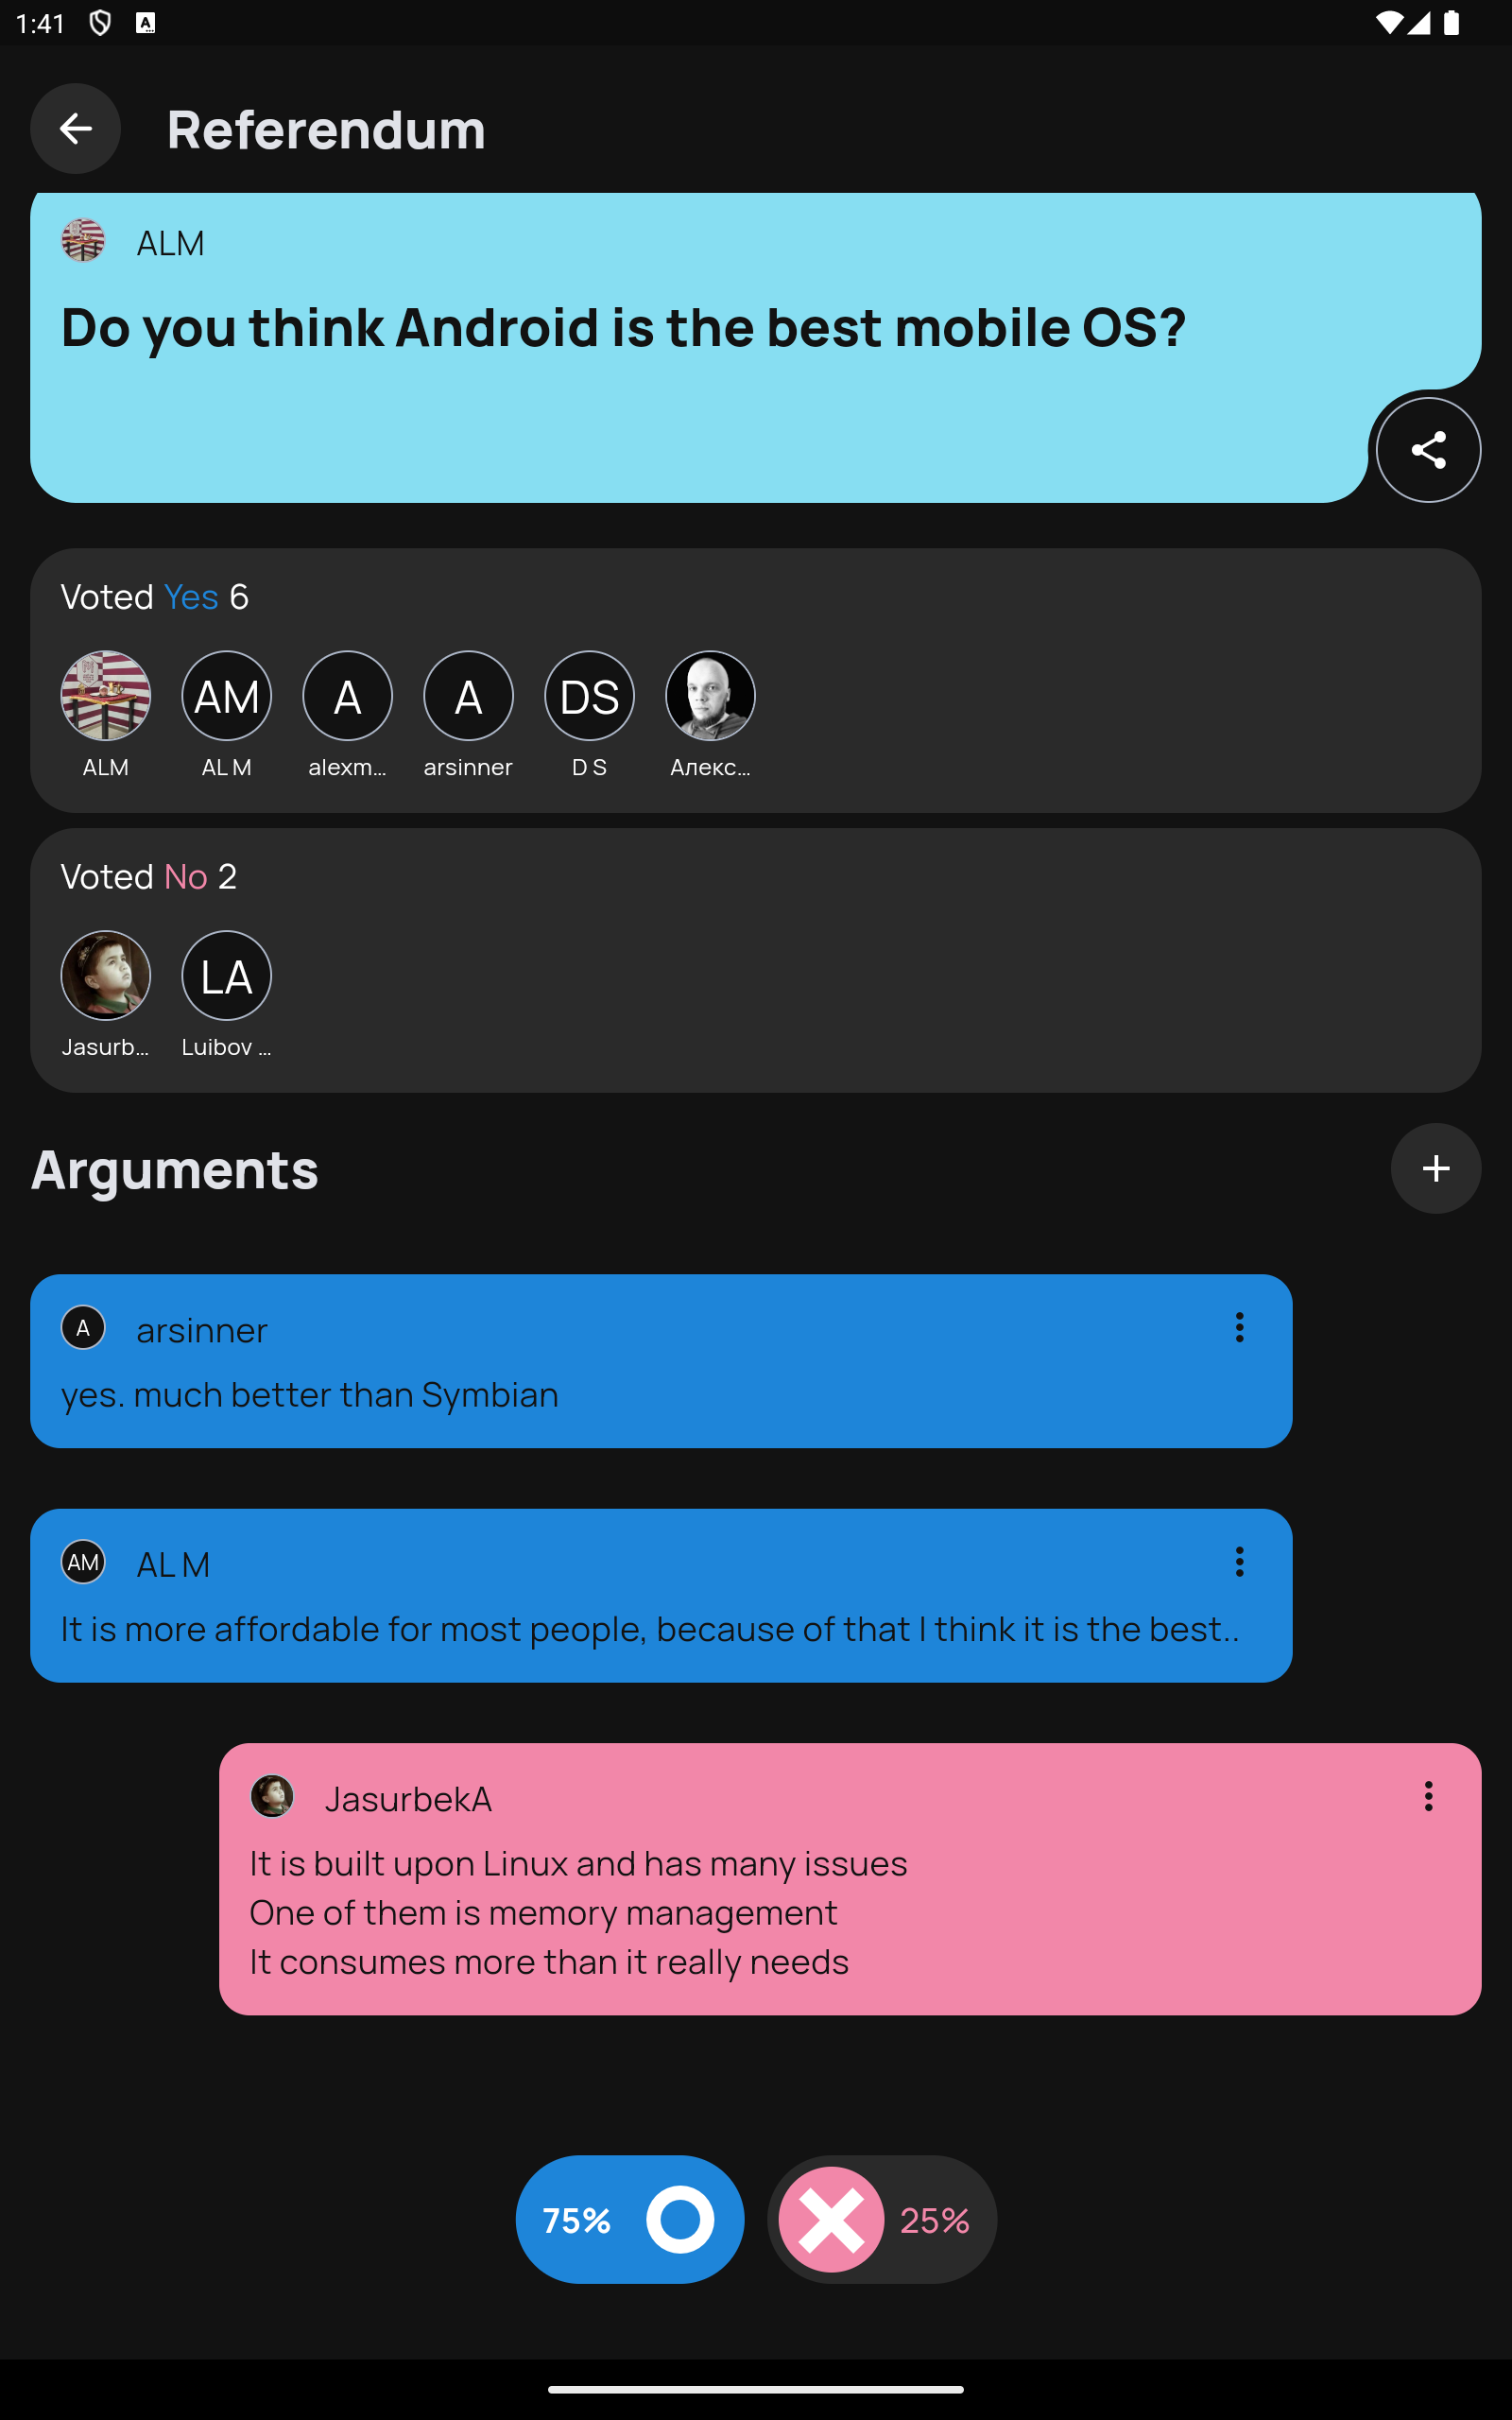 1:41
Referendum
ALM
Do you think Android is the best mobile OS?
Voted Yes 6
AM
A
A
DS
ALM
AL M
alexm...
arsinner
D S
Алекс...
Voted No 2
LA
Jasurb...
Luibov ...
Arguments
A
arsinner
yes. much better than Symbian
AM
AL M
It is more affordable for most people, because of that I think it is the best..
JasurbekA
It is built upon Linux and has many issues
One of them is memory management
It consumes more than it really needs
75%
25%